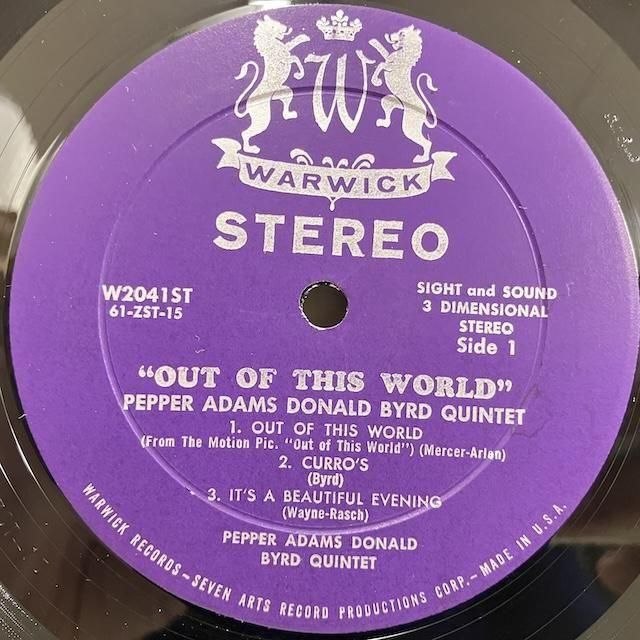 W
WARWICK
STEREO
W2041ST
61-ZST-15
SIGHT and SOUND
3 DIMENSIONAL
STEREO
Side 1
"OUT OF THIS WORLD"
PEPPER ADAMS DONALD BYRD QUINTET
1. OUT OF THIS WORLD
(From The Motion Pic. "Out of This World") (Mercer-Arlen)
2. CURRO'S
(Byrd)
3. IT'S A BEAUTIFUL EVENING
(Wayne-Rasch)
PEPPER ADAMS DONALD
BYRD QUINTET
WARWICK RECORDS—SEVEN ARTS RECORD PRODUCTIONS CORP.—MADE IN U.S.A.